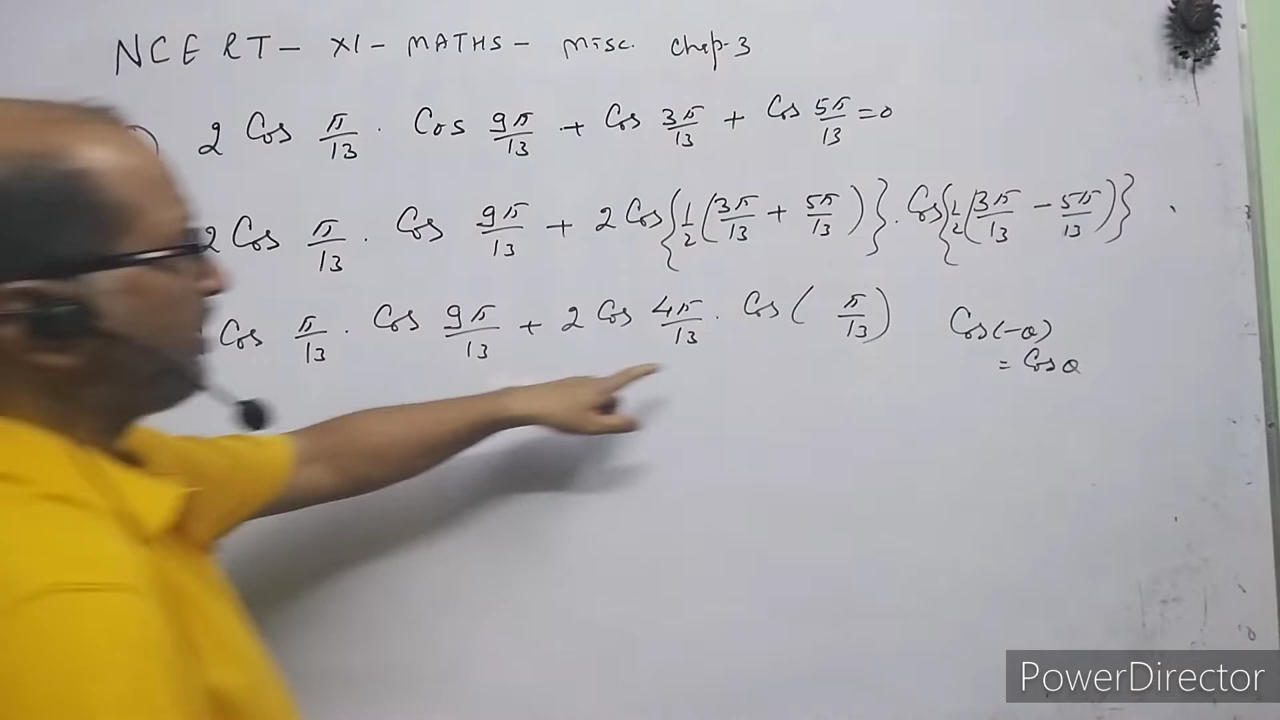 NCERT - XI - MATHS - Misc. Chap-3
2 Cos π/13 · Cos 9π/13 + Cos 3π/13 + Cos 5π/13 = 0
2 Cos π/13 · Cos 9π/13 + 2 Cos {1/2 (3π/13 + 5π/13)} · Cos {1/2 (3π/13 - 5π/13)}
Cos π/13 · Cos 9π/13 + 2 Cos 4π/13 · Cos ( π/13) Cos(-θ)
= Cos θ
PowerDirector